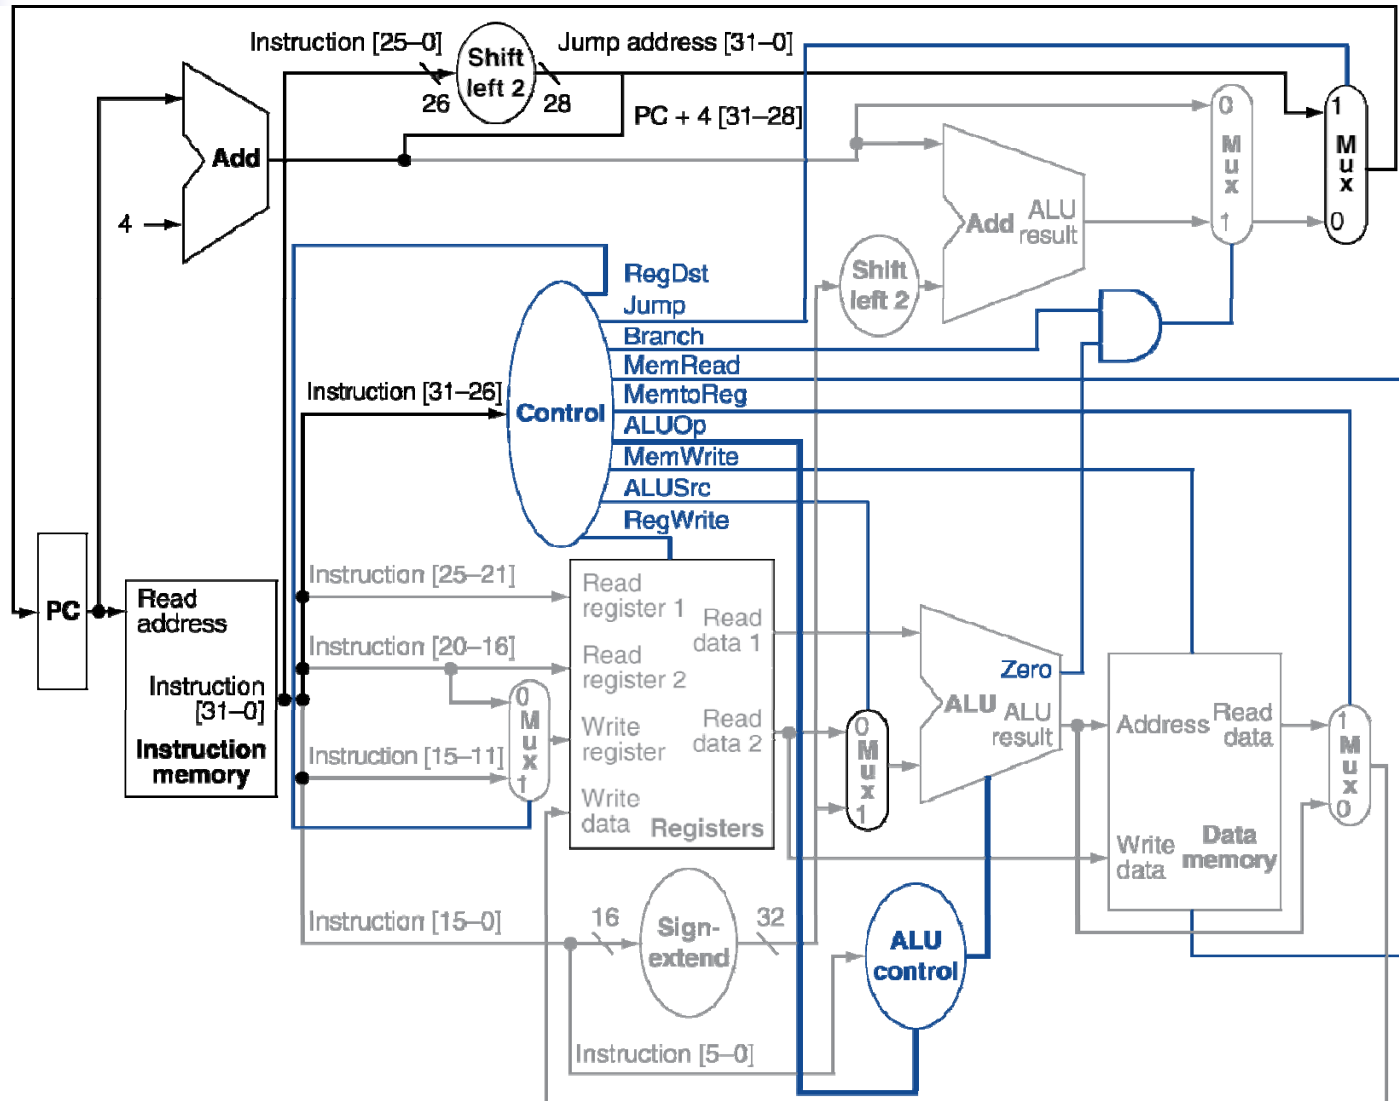 Instruction [25–0]
Shift
left 2
Jump address [31–0]
26
28
PC + 4 [31–28]
Add
4
0
M
u
x
1
1
M
u
x
0
Add
ALU
result
Shift
left 2
RegDst
Jump
Branch
MemRead
MemtoReg
ALUOp
MemWrite
ALUSrc
RegWrite
Instruction [31–26]
Control
PC
Read
address
Instruction
[31–0]
Instruction
memory
Instruction [25–21]
Instruction [20–16]
Instruction [15–11]
0
M
u
x
1
Read
register 1
Read
register 2
Write
register
Write
data
Read
data 1
Read
data 2
Registers
0
M
u
x
1
Zero
ALU
ALU
result
Address
Read
data
Write
data
Data
memory
1
M
u
x
0
Instruction [15–0]
16
Sign-
extend
32
ALU
control
Instruction [5–0]